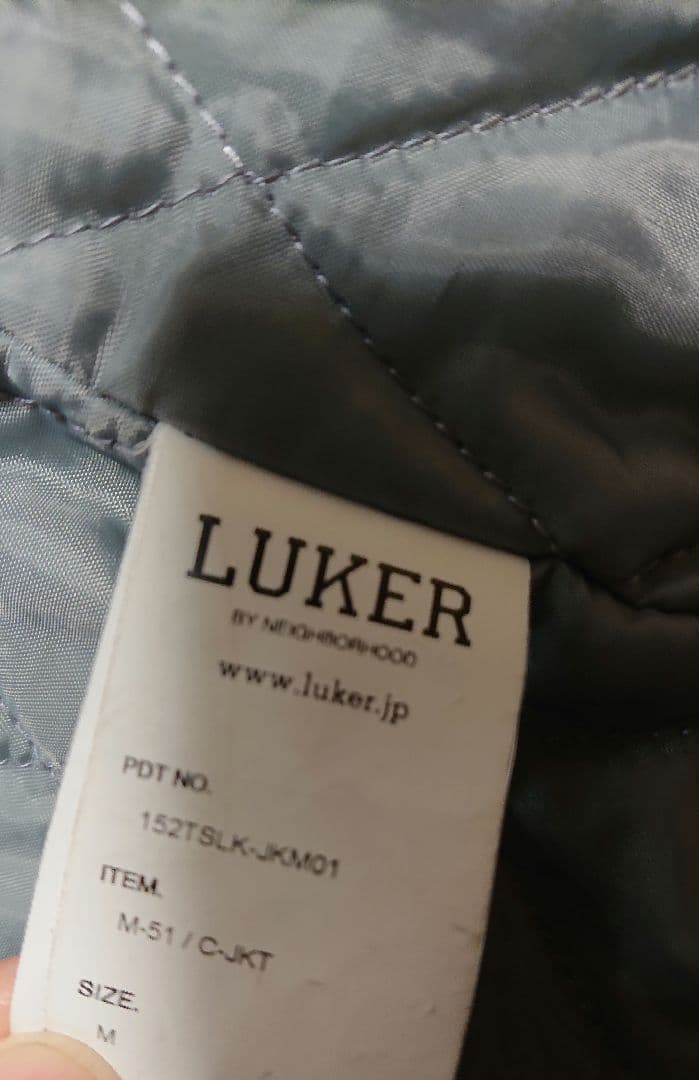 LUKER
BY NEIGHBORHOOD
www.luker.jp
PDT NO.
152TSLK-JKM01
ITEM.
M-51 / C-JKT
SIZE.
M